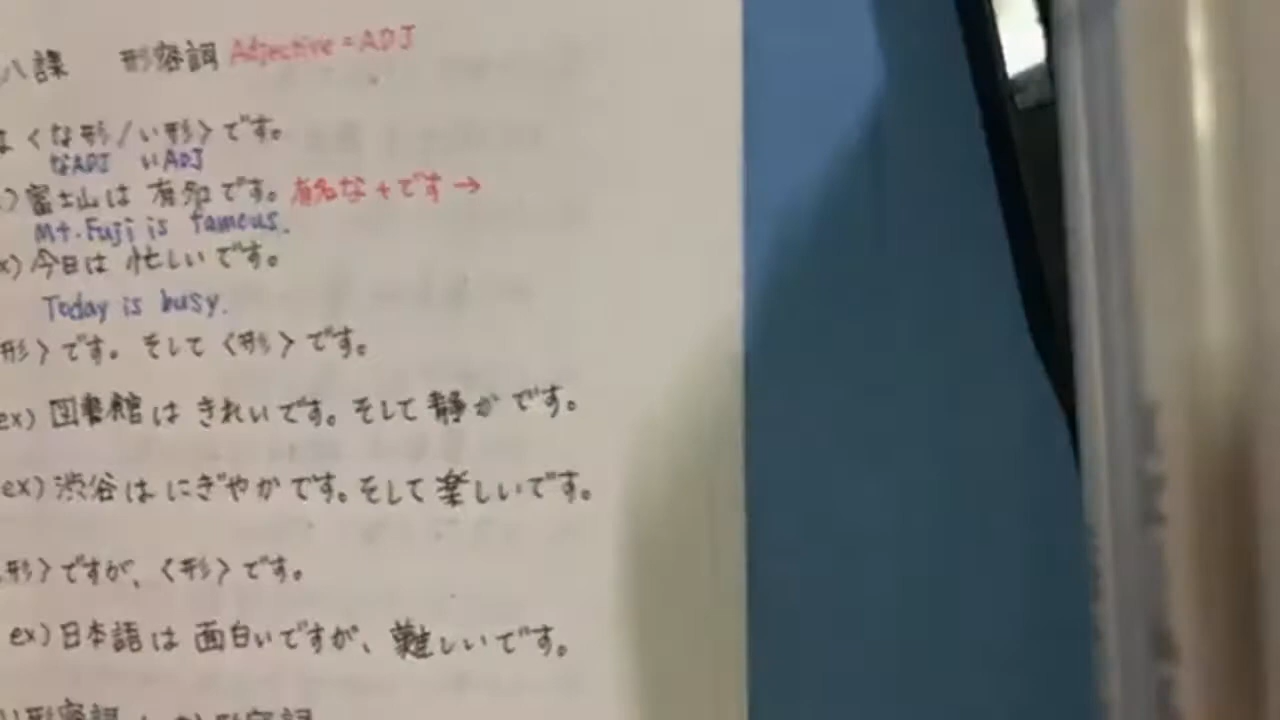 八課 形容詞 Adjective = ADJ
は〈な形/い形〉です。
なADJ いADJ
)富士山は 有名です。有名な+です→
Mt.Fuji is famous.
x)今日は 忙しいです。
Today is busy.
形〉です。そして〈形〉です。
ex)図書館は きれいです。そして静かです。
ex)渋谷は にぎやかです。そして楽しいです。
形〉ですが、〈形〉です。
ex)日本語は 面白いですが、難しいです。